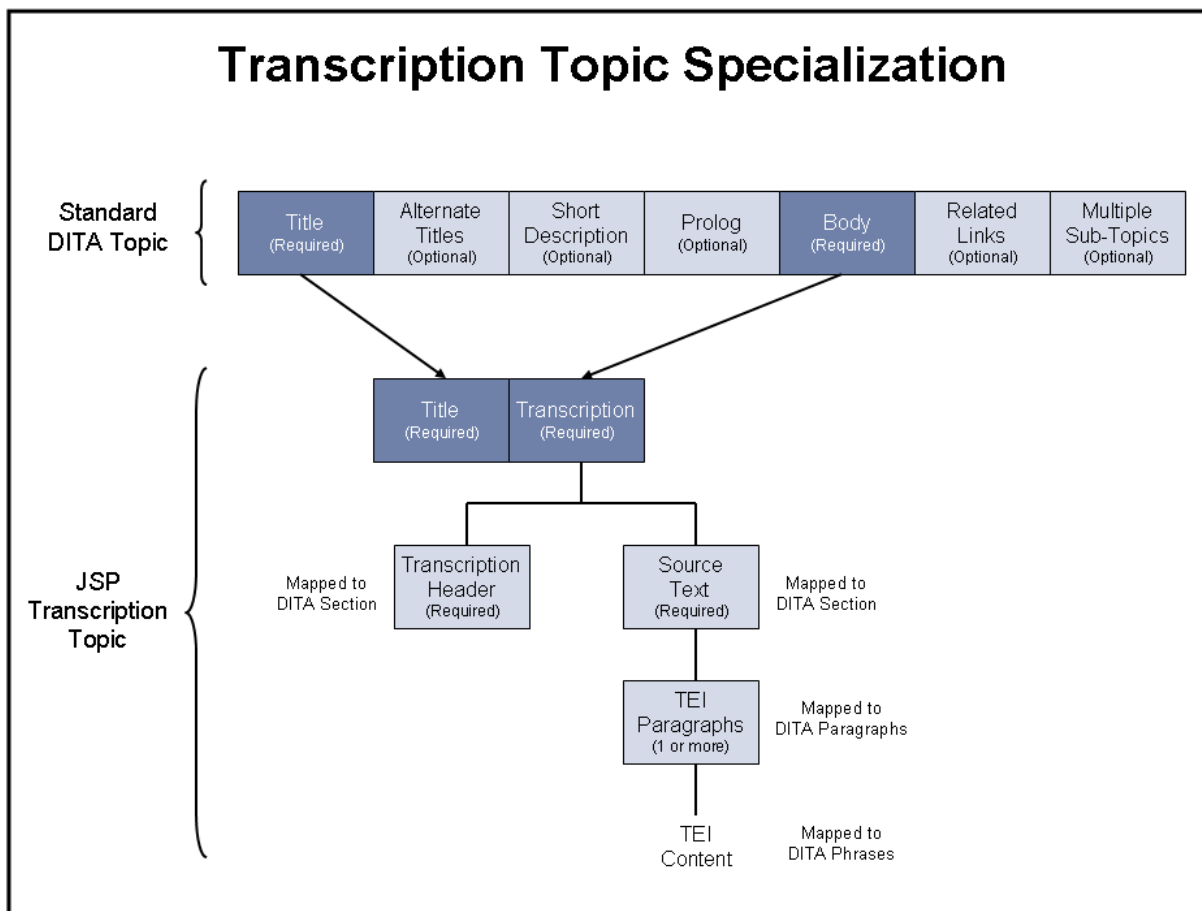 Transcription Topic Specialization
Standard
DITA Topic
Title
(Required)
Alternate
Titles
(Optional)
Short
Description
(Optional)
Prolog
(Optional)
Body
(Required)
Related
Links
(Optional)
Multiple
Sub-Topics
(Optional)
JSP
Transcription
Topic
Title
(Required)
Transcription
(Required)
Mapped to
DITA Section
Transcription
Header
(Required)
Source
Text
(Required)
Mapped to
DITA Section
TEI
Paragraphs
(1 or more)
Mapped to
DITA Paragraphs
TEI
Content
Mapped to
DITA Phrases